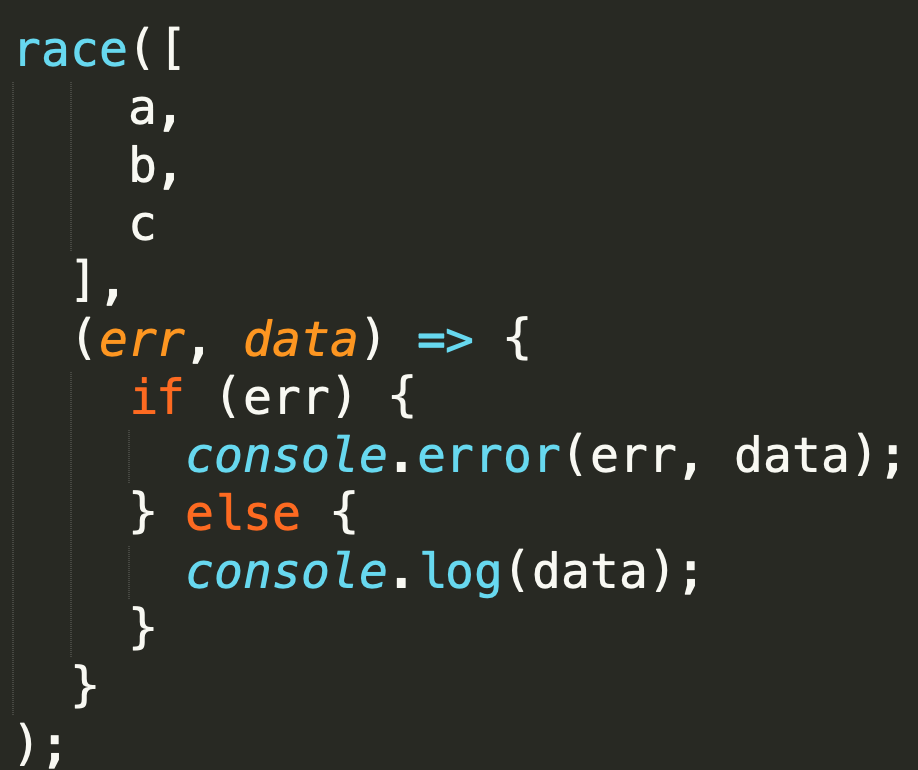 race([
    a,
    b,
    c
  ],
  (err, data) => {
    if (err) {
      console.error(err, data);
    } else {
      console.log(data);
    }
  }
);